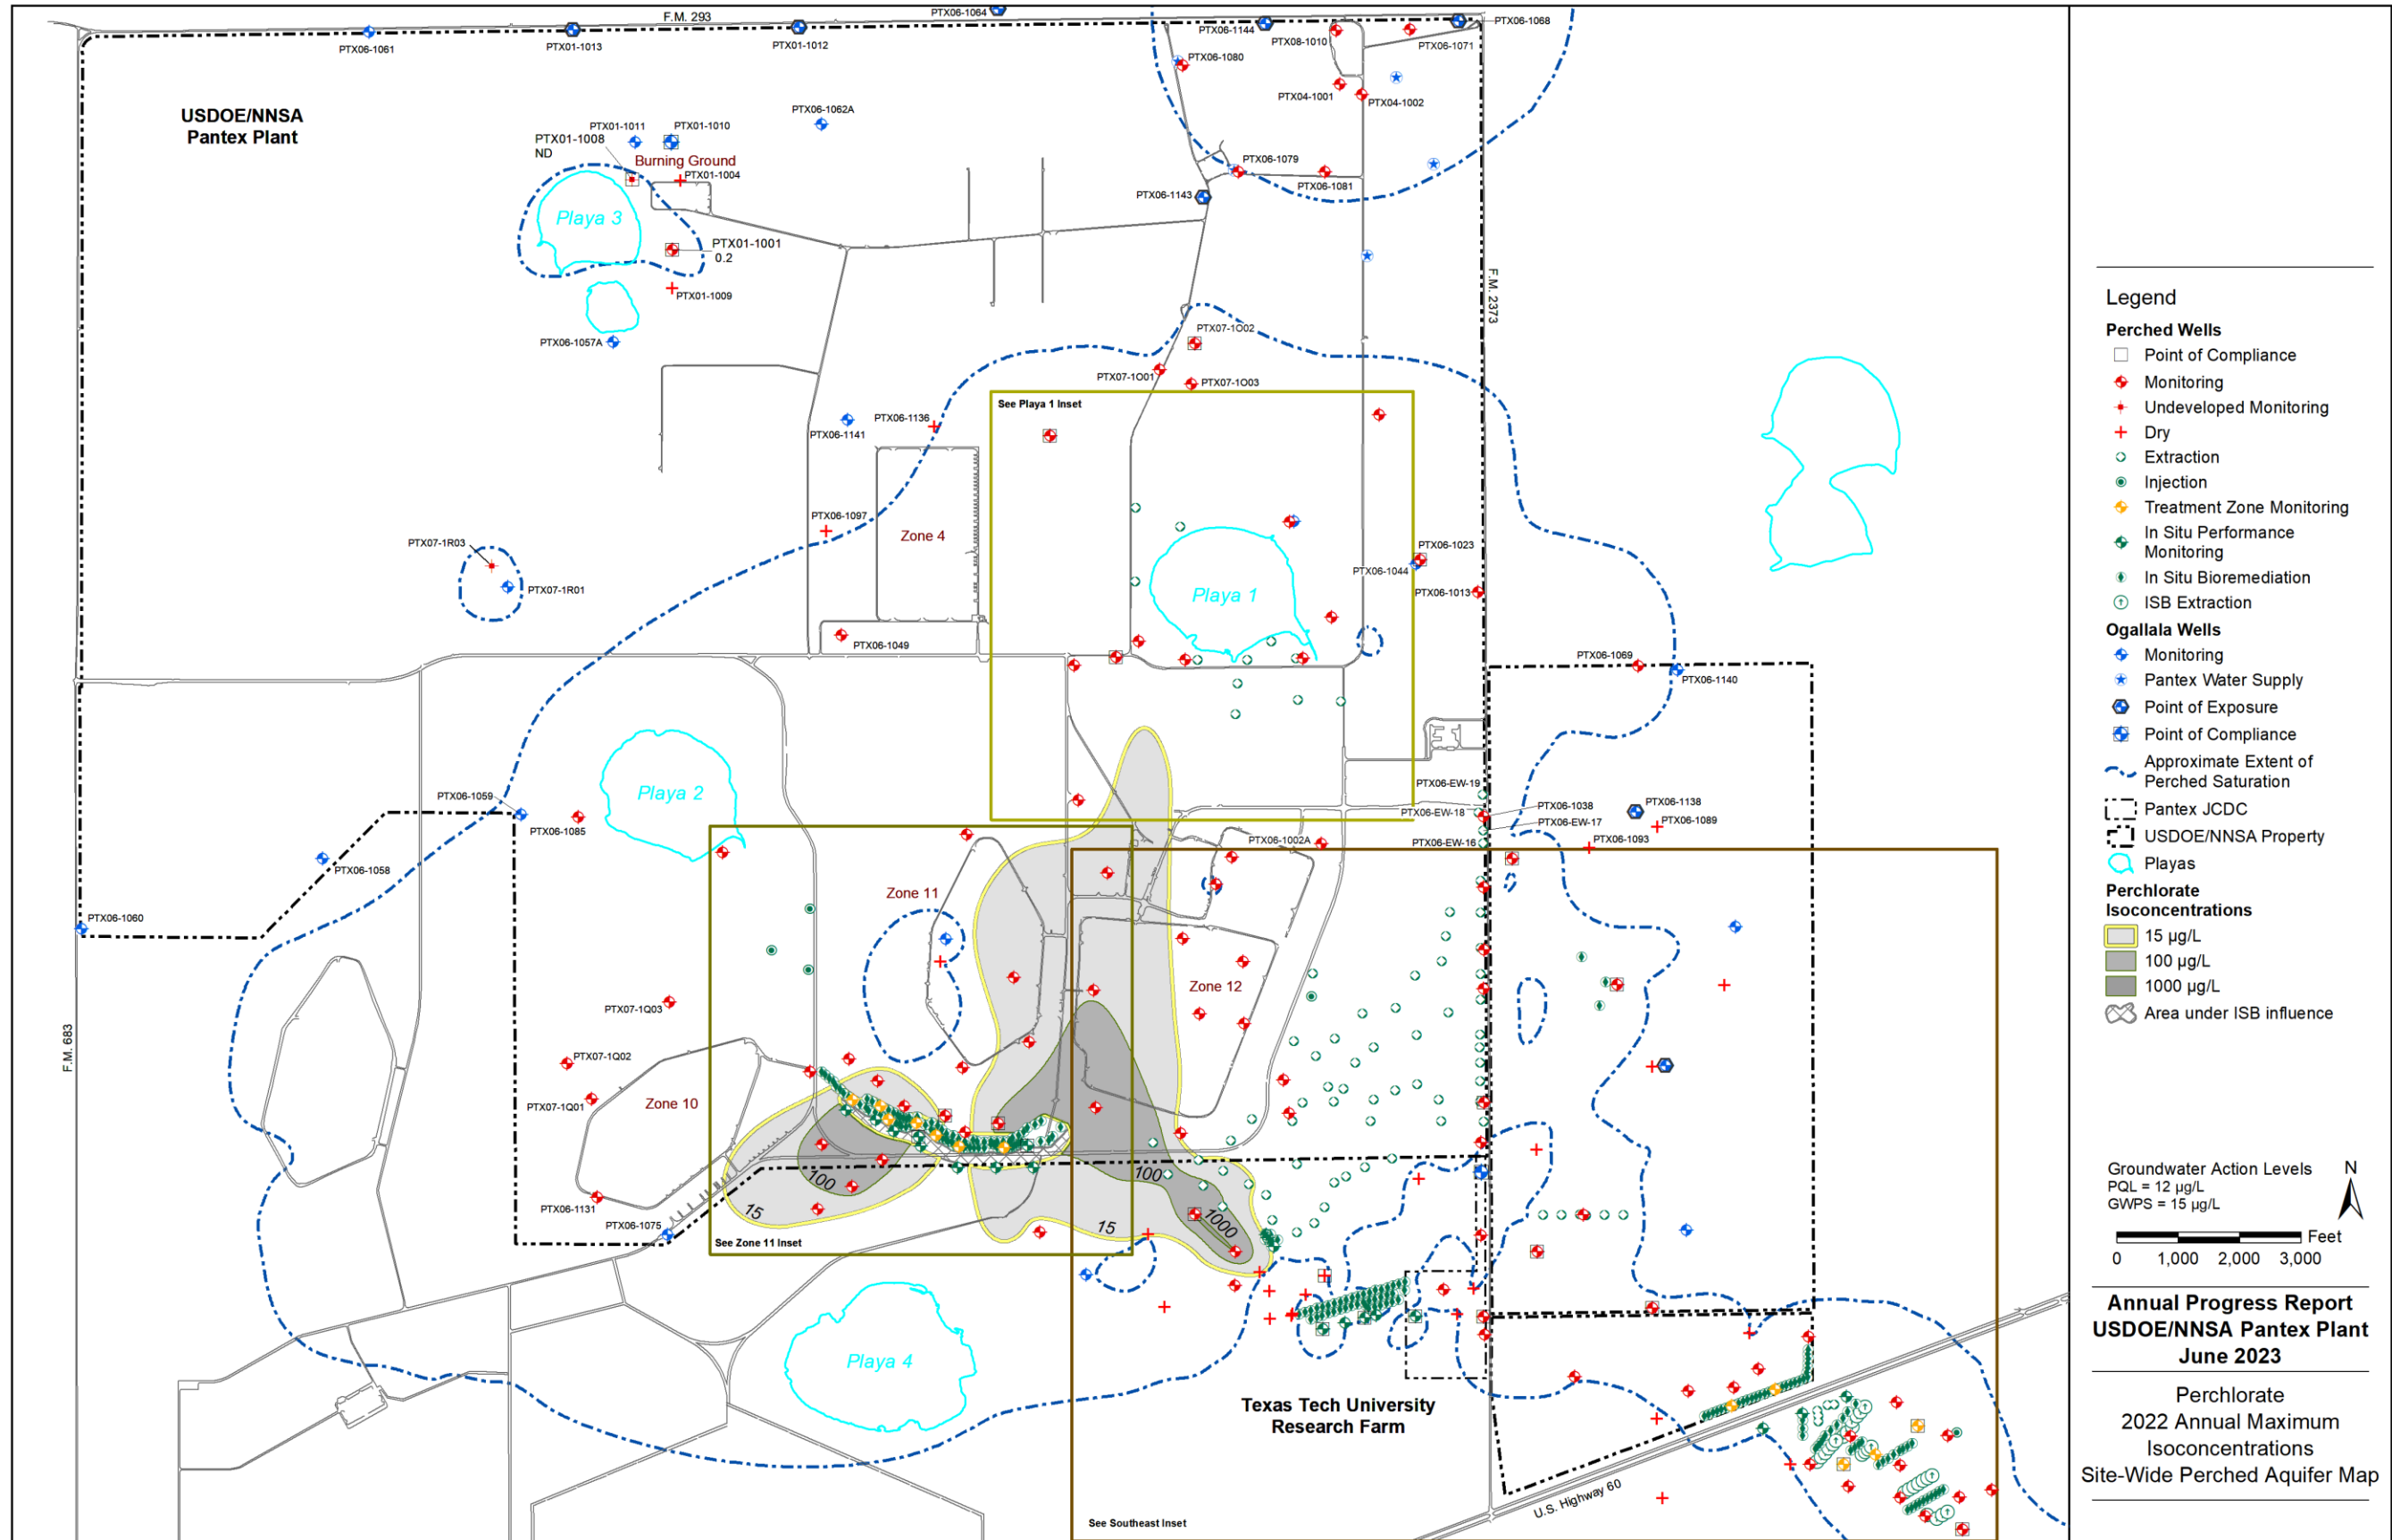 F.M. 293
PTX06-1064
PTX06-1061
PTX01-1013
PTX01-1012
PTX06-1144
PTX08-1010
PTX06-1068
PTX06-1071
PTX06-1080
PTX04-1001
PTX04-1002
USDOE/NNSA
Pantex Plant
PTX06-1062A
PTX01-1011
PTX01-1010
PTX01-1008
ND
Burning Ground
PTX01-1004
PTX06-1079
PTX06-1081
PTX06-1143
Playa 3
PTX01-1001
0.2
PTX01-1009
PTX06-1057A
F.M. 2373
PTX07-1O02
PTX07-1O01
PTX07-1O03
See Playa 1 Inset
PTX06-1136
PTX06-1141
PTX06-1097
Zone 4
PTX07-1R03
PTX07-1R01
PTX06-1023
PTX06-1044
PTX06-1013
Playa 1
PTX06-1049
PTX06-1069
PTX06-1140
Playa 2
PTX06-1059
PTX06-1085
PTX06-1058
PTX06-1060
PTX06-EW-19
PTX06-EW-18
PTX06-1038
PTX06-EW-17
PTX06-1138
PTX06-1089
PTX06-1002A
PTX06-EW-16
PTX06-1093
Zone 11
Zone 12
PTX07-1Q03
F.M. 683
PTX07-1Q02
PTX07-1Q01
Zone 10
PTX06-1131
PTX06-1075
100
15
100
1000
15
See Zone 11 Inset
Playa 4
Texas Tech University
Research Farm
U.S. Highway 60
See Southeast Inset
Legend
Perched Wells
Point of Compliance
Monitoring
Undeveloped Monitoring
Dry
Extraction
Injection
Treatment Zone Monitoring
In Situ Performance
Monitoring
In Situ Bioremediation
ISB Extraction
Ogallala Wells
Monitoring
Pantex Water Supply
Point of Exposure
Point of Compliance
Approximate Extent of
Perched Saturation
Pantex JCDC
USDOE/NNSA Property
Playas
Perchlorate
Isoconcentrations
15 µg/L
100 µg/L
1000 µg/L
Area under ISB influence
Groundwater Action Levels
PQL = 12 µg/L
GWPS = 15 µg/L
N
Feet
0 1,000 2,000 3,000
Annual Progress Report
USDOE/NNSA Pantex Plant
June 2023
Perchlorate
2022 Annual Maximum
Isoconcentrations
Site-Wide Perched Aquifer Map